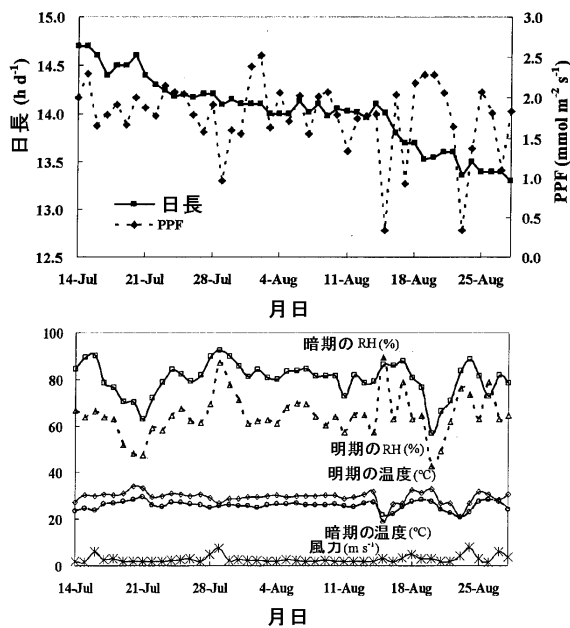 日長 (h d⁻¹)
15.0
14.5
14.0
13.5
13.0
12.5
3.0
2.5
2.0
1.5
1.0
0.5
0.0
PPF (mmol m⁻² s⁻¹)
日長
PPF
14-Jul 21-Jul 28-Jul 4-Aug 11-Aug 18-Aug 25-Aug
月日
100
80
60
40
20
0
暗期のRH(%)
明期のRH(%)
明期の温度(℃)
暗期の温度(℃)
風力(m s⁻¹)
14-Jul 21-Jul 28-Jul 4-Aug 11-Aug 18-Aug 25-Aug
月日